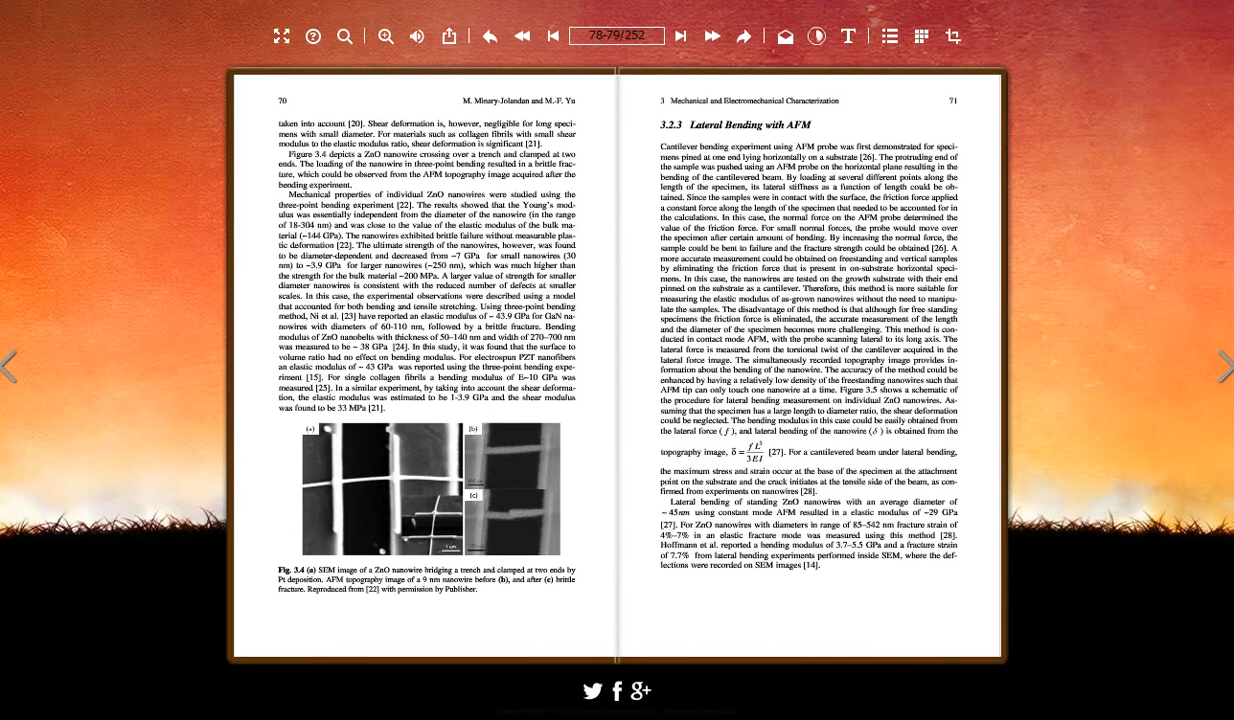 78-79/252
70 M. Minary-Jolandan and M.-F. Yu
taken into account [20]. Shear deformation is, however, negligible for long speci-
mens with small diameter. For materials such as collagen fibrils with small shear
modulus to the elastic modulus ratio, shear deformation is significant [21].
Figure 3.4 depicts a ZnO nanowire crossing over a trench and clamped at two
ends. The loading of the nanowire in three-point bending resulted in a brittle frac-
ture, which could be observed from the AFM topography image acquired after the
bending experiment.
Mechanical properties of individual ZnO nanowires were studied using the
three-point bending experiment [22]. The results showed that the Young's mod-
ulus was essentially independent from the diameter of the nanowire (in the range
of 18-304 nm) and was close to the value of the elastic modulus of the bulk ma-
terial (~144 GPa). The nanowires exhibited brittle failure without measurable plas-
tic deformation [22]. The ultimate strength of the nanowires, however, was found
to be diameter-dependent and decreased from ~7 GPa for small nanowires (30
nm) to ~3.9 GPa for larger nanowires (~250 nm), which was much higher than
the strength for the bulk material ~200 MPa. A larger value of strength for smaller
diameter nanowires is consistent with the reduced number of defects at smaller
scales. In this case, the experimental observations were described using a model
that accounted for both bending and tensile stretching. Using three-point bending
method, Ni et al. [23] have reported an elastic modulus of ~ 43.9 GPa for GaN na-
nowires with diameters of 60-110 nm, followed by a brittle fracture. Bending
modulus of ZnO nanobelts with thickness of 50–140 nm and width of 270–700 nm
was measured to be ~ 38 GPa [24]. In this study, it was found that the surface to
volume ratio had no effect on bending modulus. For electrospun PZT nanofibers
an elastic modulus of ~ 43 GPa was reported using the three-point bending expe-
riment [15]. For single collagen fibrils a bending modulus of E~10 GPa was
measured [25]. In a similar experiment, by taking into account the shear deforma-
tion, the elastic modulus was estimated to be 1-3.9 GPa and the shear modulus
was found to be 33 MPa [21].
(a)
(b)
(c)
1 um
Fig. 3.4 (a) SEM image of a ZnO nanowire bridging a trench and clamped at two ends by
Pt deposition. AFM topography image of a 9 nm nanowire before (b), and after (c) brittle
fracture. Reproduced from [22] with permission by Publisher.
3 Mechanical and Electromechanical Characterization 71
3.2.3 Lateral Bending with AFM
Cantilever bending experiment using AFM probe was first demonstrated for speci-
mens pined at one end lying horizontally on a substrate [26]. The protruding end of
the sample was pushed using an AFM probe on the horizontal plane resulting in the
bending of the cantilevered beam. By loading at several different points along the
length of the specimen, its lateral stiffness as a function of length could be ob-
tained. Since the samples were in contact with the surface, the friction force applied
a constant force along the length of the specimen that needed to be accounted for in
the calculations. In this case, the normal force on the AFM probe determined the
value of the friction force. For small normal forces, the probe would move over
the specimen after certain amount of bending. By increasing the normal force, the
sample could be bent to failure and the fracture strength could be obtained [26]. A
more accurate measurement could be obtained on freestanding and vertical samples
by eliminating the friction force that is present in on-substrate horizontal speci-
mens. In this case, the nanowires are tested on the growth substrate with their end
pinned on the substrate as a cantilever. Therefore, this method is more suitable for
measuring the elastic modulus of as-grown nanowires without the need to manipu-
late the samples. The disadvantage of this method is that although for free standing
specimens the friction force is eliminated, the accurate measurement of the length
and the diameter of the specimen becomes more challenging. This method is con-
ducted in contact mode AFM, with the probe scanning lateral to its long axis. The
lateral force is measured from the torsional twist of the cantilever acquired in the
lateral force image. The simultaneously recorded topography image provides in-
formation about the bending of the nanowire. The accuracy of the method could be
enhanced by having a relatively low density of the freestanding nanowires such that
AFM tip can only touch one nanowire at a time. Figure 3.5 shows a schematic of
the procedure for lateral bending measurement on individual ZnO nanowires. As-
suming that the specimen has a large length to diameter ratio, the shear deformation
could be neglected. The bending modulus in this case could be easily obtained from
the lateral force ( f ), and lateral bending of the nanowire (δ ) is obtained from the
topography image, δ = fL³/3EI [27]. For a cantilevered beam under lateral bending,
the maximum stress and strain occur at the base of the specimen at the attachment
point on the substrate and the crack initiates at the tensile side of the beam, as con-
firmed from experiments on nanowires [28].
Lateral bending of standing ZnO nanowires with an average diameter of
~ 45nm using constant mode AFM resulted in a elastic modulus of ~29 GPa
[27]. For ZnO nanowires with diameters in range of 85–542 nm fracture strain of
4%–7% in an elastic fracture mode was measured using this method [28].
Hoffmann et al. reported a bending modulus of 3.7–5.5 GPa and a fracture strain
of 7.7% from lateral bending experiments performed inside SEM, where the def-
lections were recorded on SEM images [14].